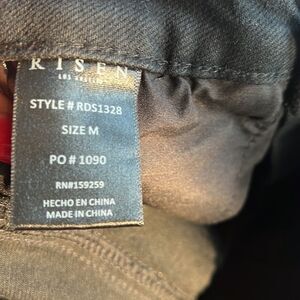 RISEN
LOS ANGELES
STYLE # RDS1328
SIZE M
PO # 1090
RN#159259
HECHO EN CHINA
MADE IN CHINA